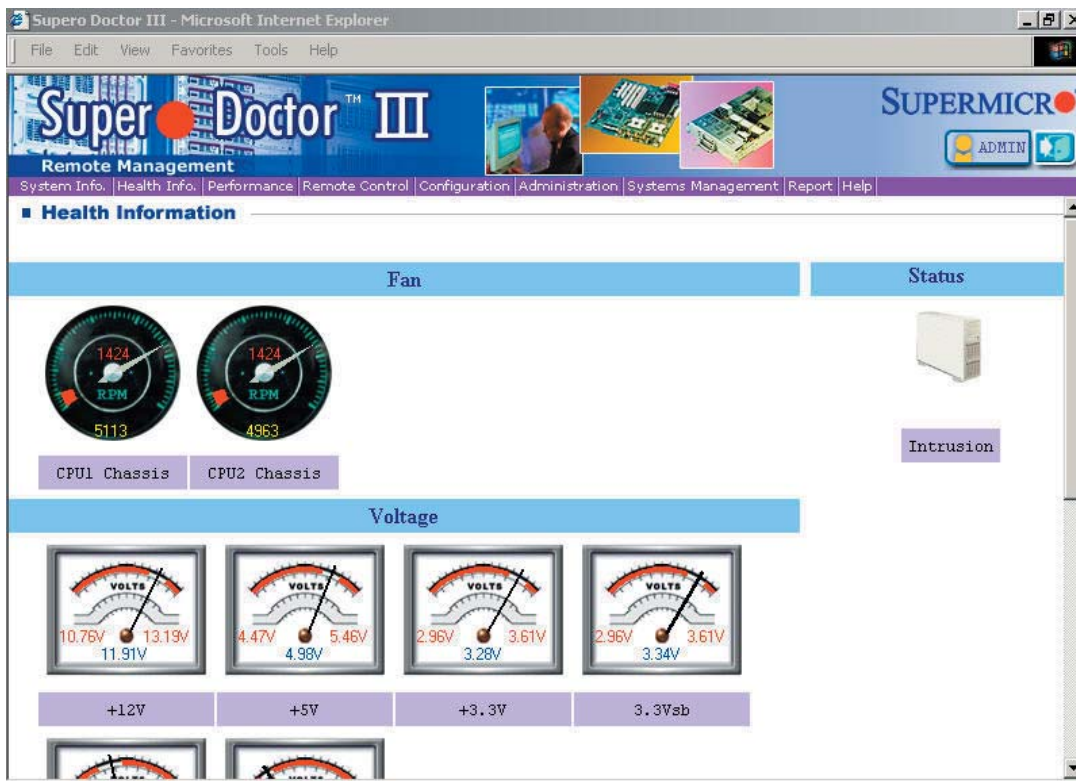 Supero Doctor III - Microsoft Internet Explorer
File Edit View Favorites Tools Help
Super Doctor™ III
Remote Management
SUPERMICR
ADMIN
System Info. Health Info. Performance Remote Control Configuration Administration Systems Management Report Help
Health Information
Fan
Status
1424
RPM
5113
1424
RPM
4963
CPU1 Chassis
CPU2 Chassis
Intrusion
Voltage
VOLTS
10.76V 13.19V
11.91V
VOLTS
4.47V 5.46V
4.98V
VOLTS
2.96V 3.61V
3.28V
VOLTS
2.96V 3.61V
3.34V
+12V
+5V
+3.3V
3.3Vsb